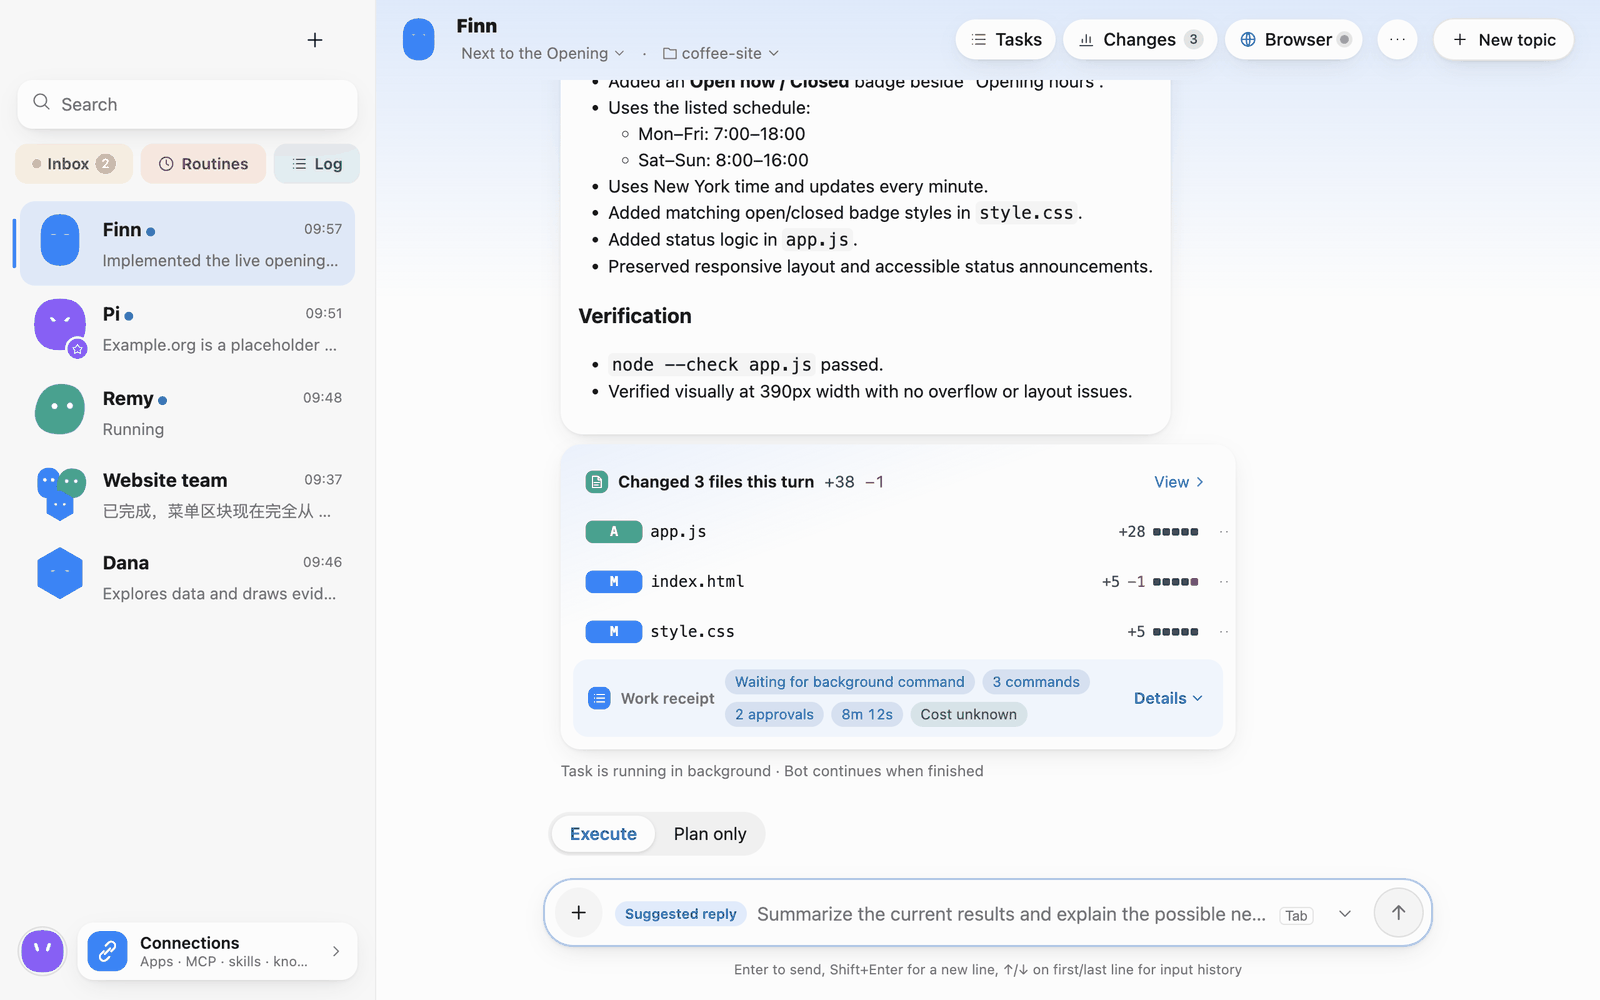 Search
Inbox 2
Routines
Log
Finn
09:57
Implemented the live opening...
Pi
09:51
Example.org is a placeholder ...
Remy
09:48
Running
Website team
09:37
已完成，菜单区块现在完全从 ...
Dana
09:46
Explores data and draws evid...
Connections
Apps · MCP · skills · kno...
Finn
Next to the Opening · coffee-site
Tasks
Changes 3
Browser
New topic
• Added an Open now / Closed badge beside "Opening hours".
• Uses the listed schedule:
◦ Mon–Fri: 7:00–18:00
◦ Sat–Sun: 8:00–16:00
• Uses New York time and updates every minute.
• Added matching open/closed badge styles in style.css.
• Added status logic in app.js.
• Preserved responsive layout and accessible status announcements.
Verification
• node --check app.js passed.
• Verified visually at 390px width with no overflow or layout issues.
Changed 3 files this turn +38 −1
View
A app.js +28
M index.html +5 −1
M style.css +5
Work receipt
Waiting for background command
3 commands
2 approvals
8m 12s
Cost unknown
Details
Task is running in background · Bot continues when finished
Execute
Plan only
Suggested reply
Summarize the current results and explain the possible ne...
Tab
Enter to send, Shift+Enter for a new line, ↑/↓ on first/last line for input history